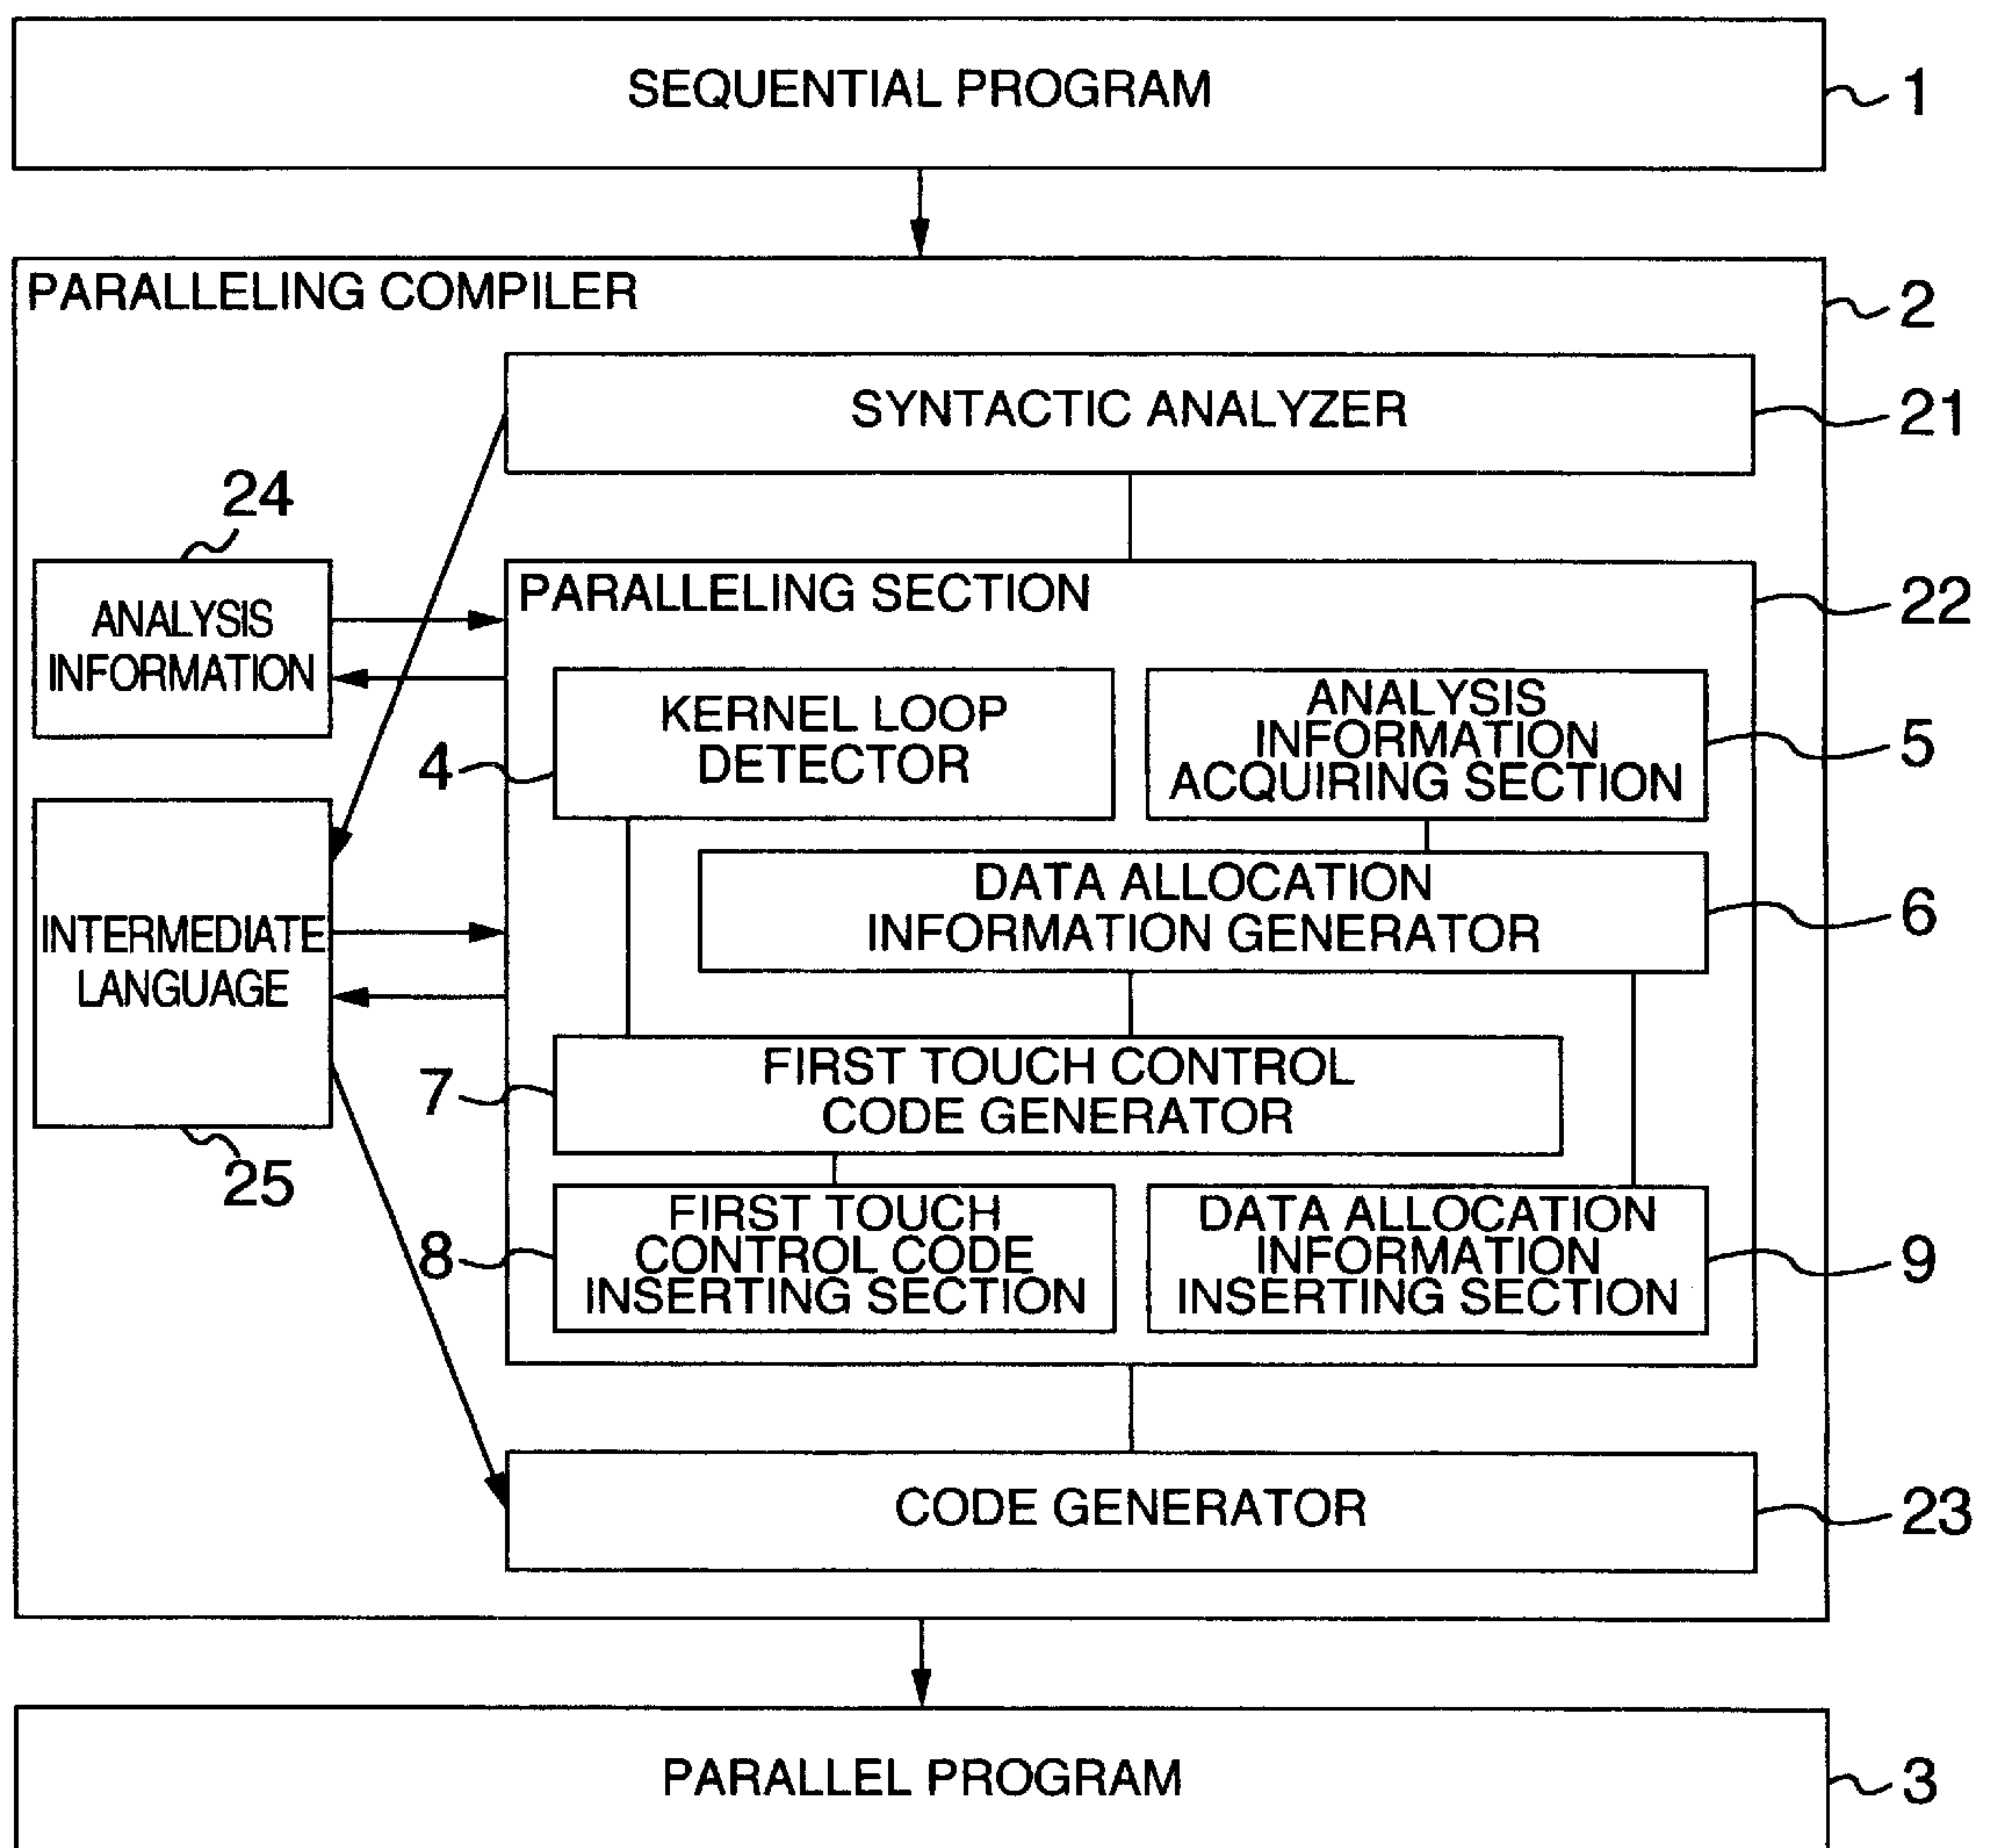 SEQUENTIAL PROGRAM
1
PARALLELING COMPILER
2
SYNTACTIC ANALYZER
21
24
ANALYSIS
INFORMATION
PARALLELING SECTION
22
KERNEL LOOP
DETECTOR
4
ANALYSIS
INFORMATION
ACQUIRING SECTION
5
DATA ALLOCATION
INFORMATION GENERATOR
6
INTERMEDIATE
LANGUAGE
25
FIRST TOUCH CONTROL
CODE GENERATOR
7
FIRST TOUCH
CONTROL CODE
INSERTING SECTION
8
DATA ALLOCATION
INFORMATION
INSERTING SECTION
9
CODE GENERATOR
23
PARALLEL PROGRAM
3